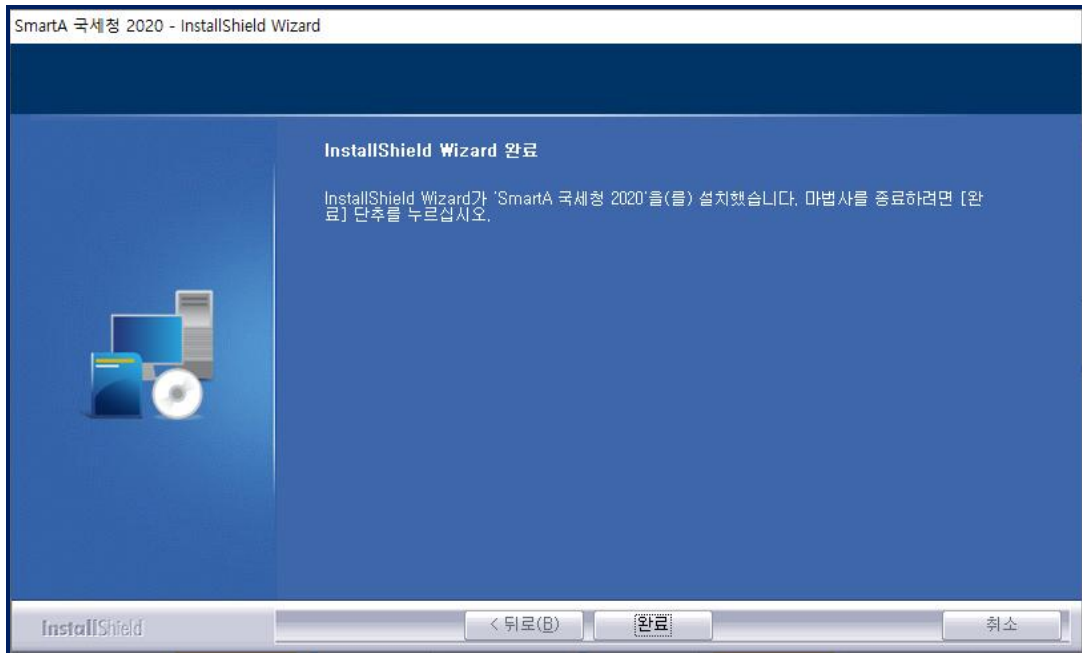 SmartA 국세청 2020 - InstallShield Wizard
InstallShield Wizard 완료
InstallShield Wizard가 'SmartA 국세청 2020'을(를) 설치했습니다. 마법사를 종료하려면 [완
료] 단추를 누르십시오.
InstallShield
< 뒤로(B)
완료
취소